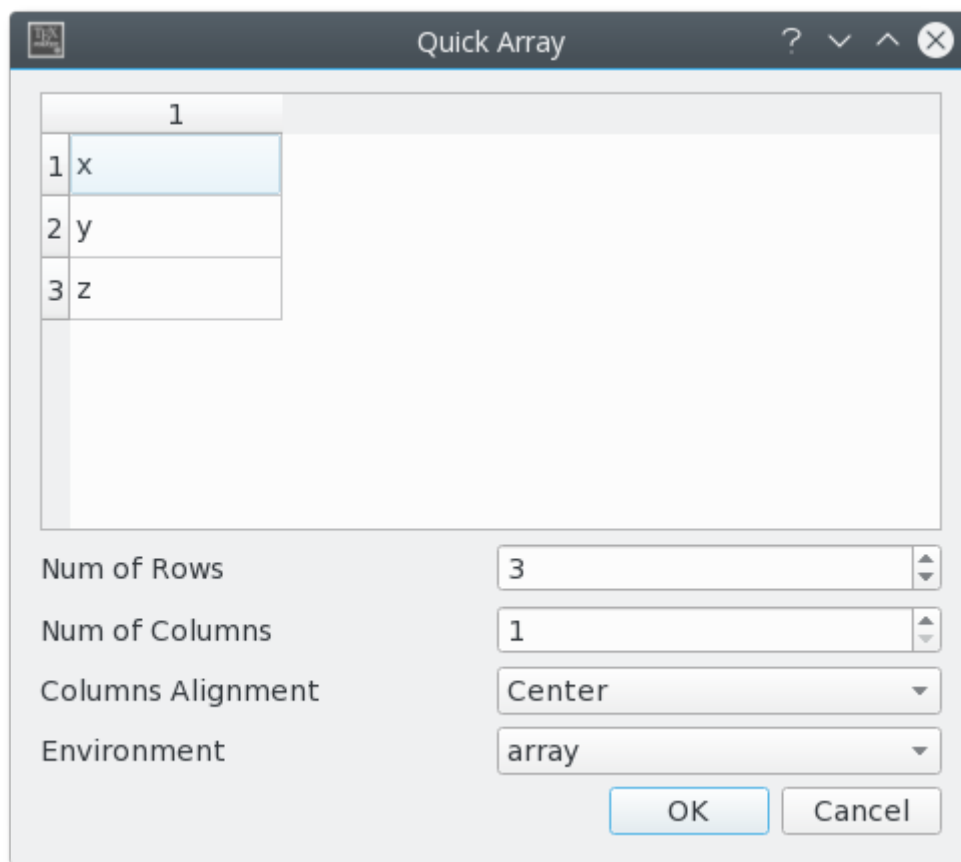 Quick Array
1
1 x
2 y
3 z
Num of Rows 3
Num of Columns 1
Columns Alignment Center
Environment array
OK Cancel